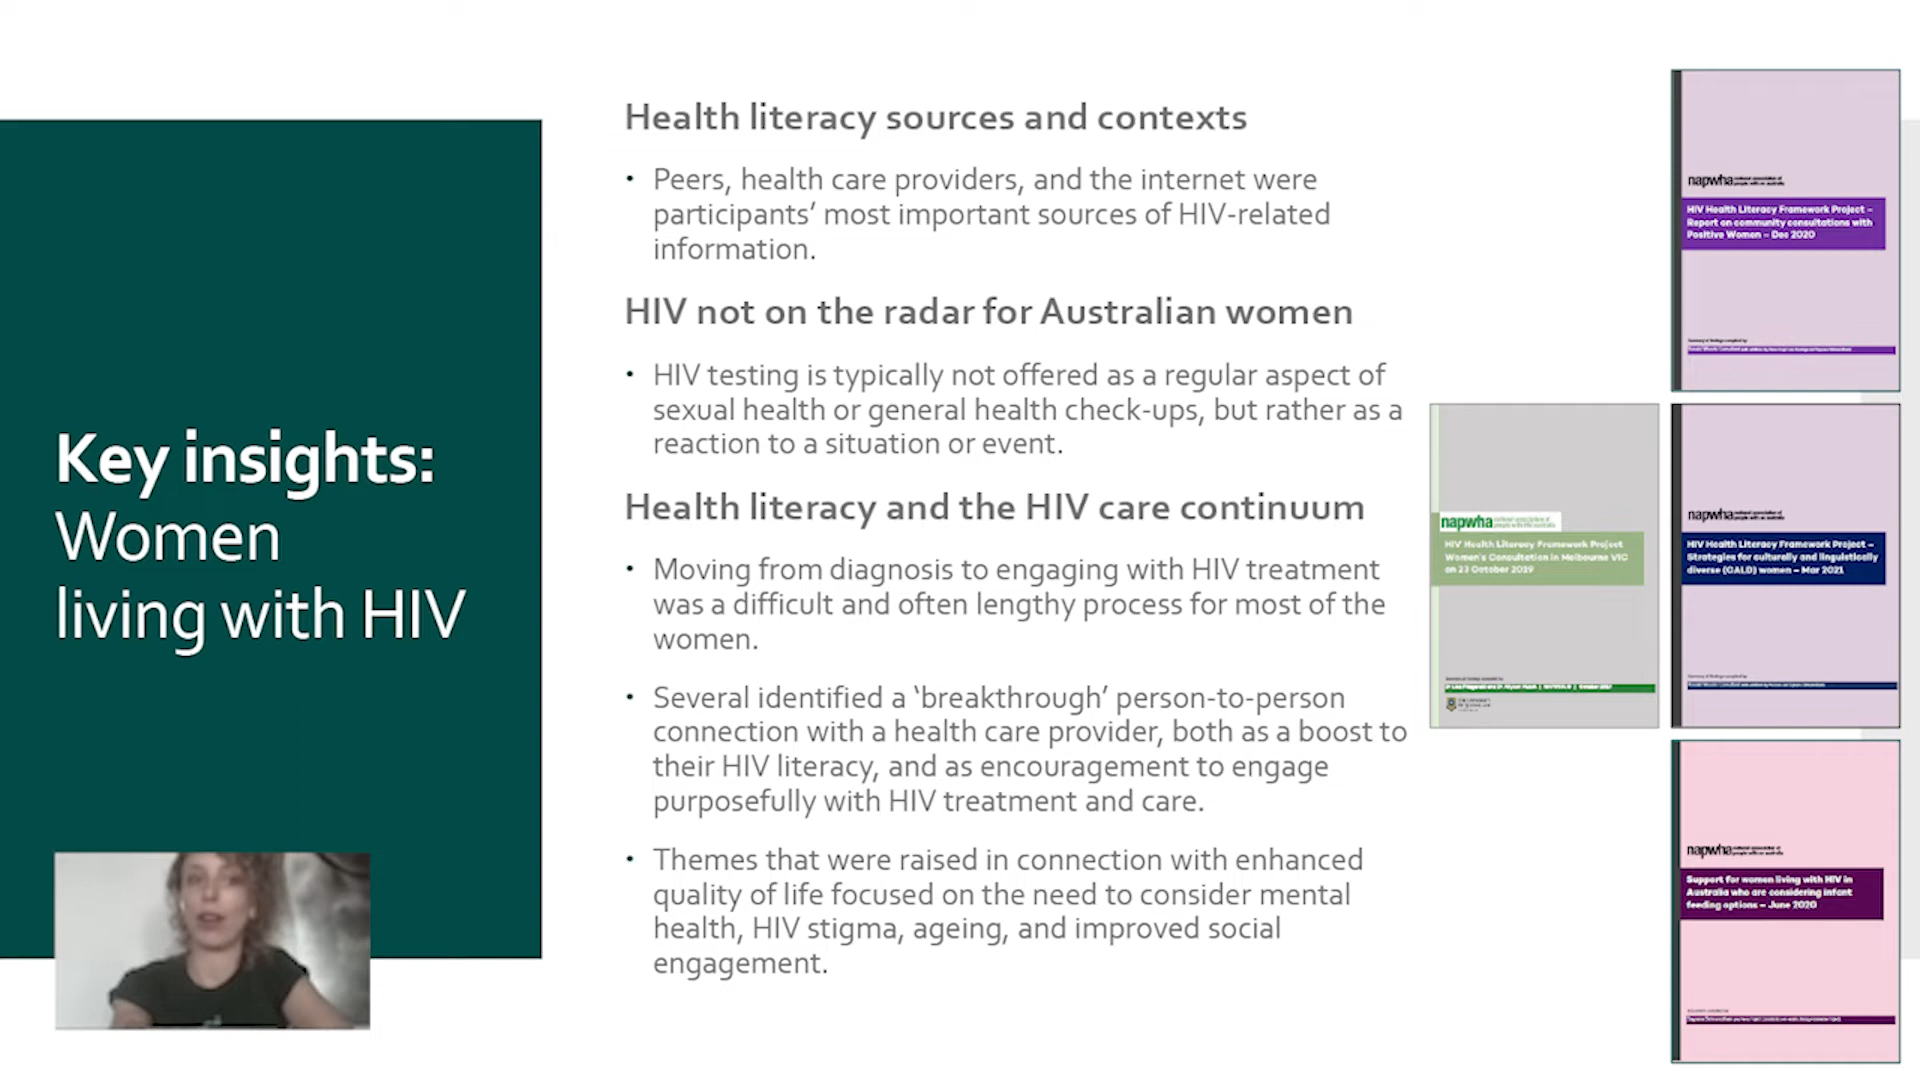 Key insights:
Women
living with HIV
Health literacy sources and contexts
• Peers, health care providers, and the internet were
participants’ most important sources of HIV-related
information.
HIV not on the radar for Australian women
• HIV testing is typically not offered as a regular aspect of
sexual health or general health check-ups, but rather as a
reaction to a situation or event.
Health literacy and the HIV care continuum
• Moving from diagnosis to engaging with HIV treatment
was a difficult and often lengthy process for most of the
women.
• Several identified a ‘breakthrough’ person-to-person
connection with a health care provider, both as a boost to
their HIV literacy, and as encouragement to engage
purposefully with HIV treatment and care.
• Themes that were raised in connection with enhanced
quality of life focused on the need to consider mental
health, HIV stigma, ageing, and improved social
engagement.
napwha
HIV Health Literacy Framework Project –
Report on community consultations with
Positive Women – Dec 2020
napwha
HIV Health Literacy Framework Project
Women's Consultation in Melbourne VIC
on 23 October 2019
napwha
HIV Health Literacy Framework Project –
Strategies for culturally and linguistically
diverse (CALD) women – Mar 2021
napwha
Support for women living with HIV in
Australia who are considering infant
feeding options – June 2020